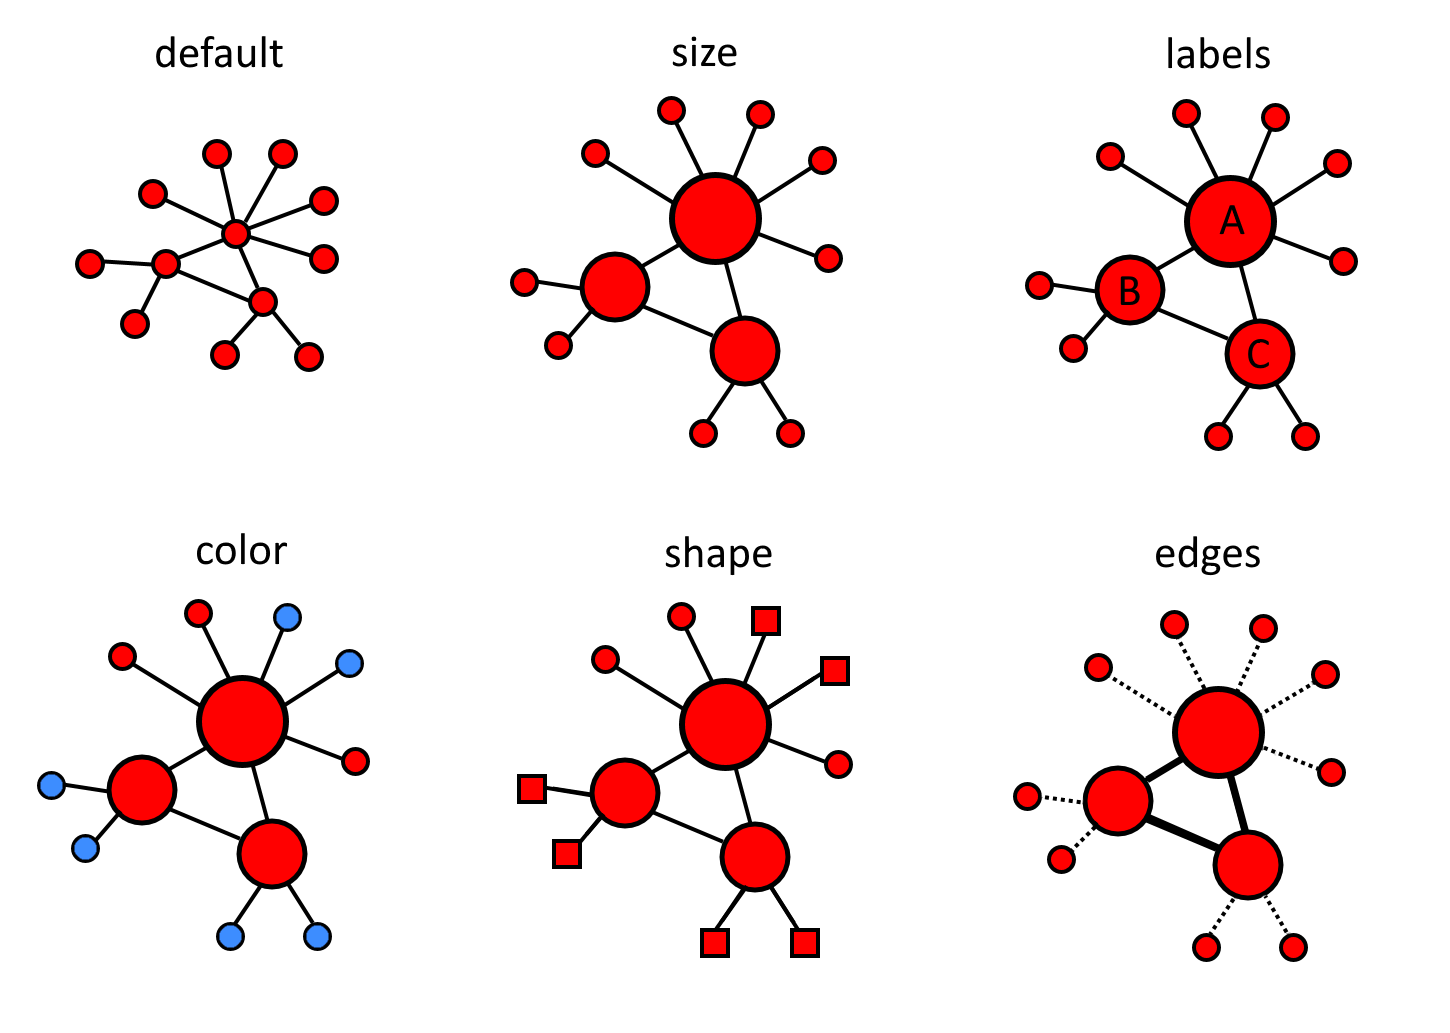 default
size
labels
A
B
C
color
shape
edges